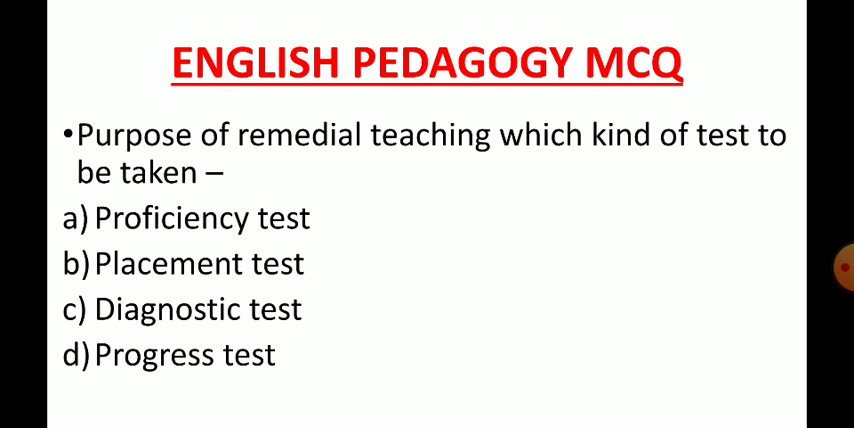 ENGLISH PEDAGOGY MCQ
•Purpose of remedial teaching which kind of test to
be taken –
a) Proficiency test
b) Placement test
c) Diagnostic test
d) Progress test